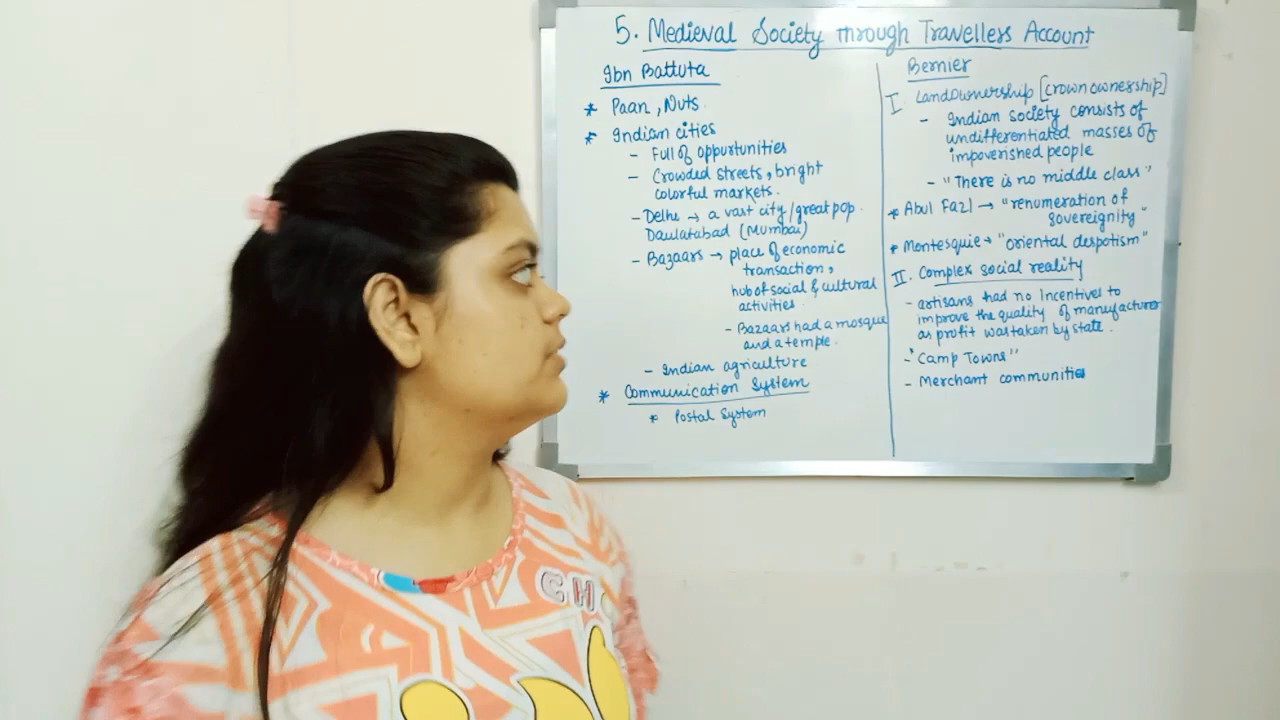 5. Medieval Society through Travellers Account
Ibn Battuta
* Paan, Nuts.
* Indian cities
- Full of oppurtunities
- Crowded streets, bright
colorful markets.
- Delhe → a vast city/great pop.
Daulatabad (Mumbai)
- Bazaars → place of economic
transaction,
hub of social & cultural
activities.
- Bazaars had a mosque
and a temple.
- Indian agriculture
* Communication System
* Postal System
Bernier
I. LandOwnership [crown ownership]
- Indian society consists of
undifferentiated masses of
impoverished people
- "There is no middle class"
* Abul Fazl → "renumeration of
sovereignity"
* Montesquie → "oriental despotism"
II. Complex social reality
- artisans had no Incentive to
improve the quality of manufacturer
as profit was taken by state.
- "Camp Towns"
- Merchant communities
CH